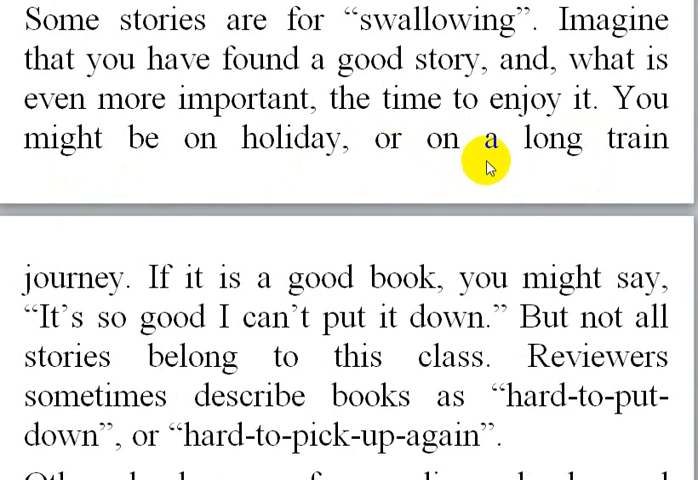 Some stories are for “swallowing”. Imagine
that you have found a good story, and, what is
even more important, the time to enjoy it. You
might be on holiday, or on a long train
journey. If it is a good book, you might say,
“It’s so good I can’t put it down.” But not all
stories belong to this class. Reviewers
sometimes describe books as “hard-to-put-
down”, or “hard-to-pick-up-again”.